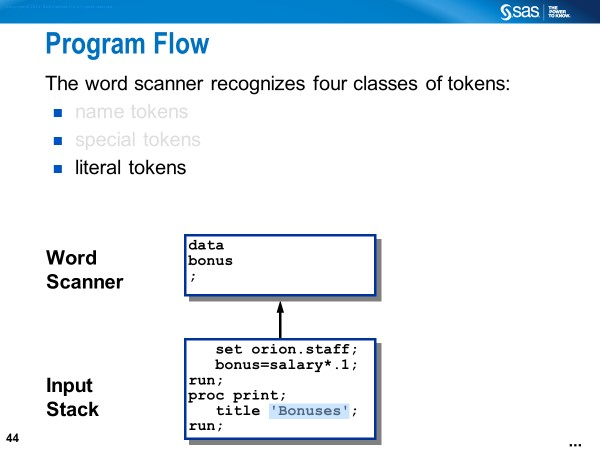 sas THE POWER TO KNOW.
Program Flow
The word scanner recognizes four classes of tokens:
name tokens
special tokens
literal tokens
Word
Scanner
data
bonus
;
Input
Stack
set orion.staff;
bonus=salary*.1;
run;
proc print;
title 'Bonuses';
run;
44
...